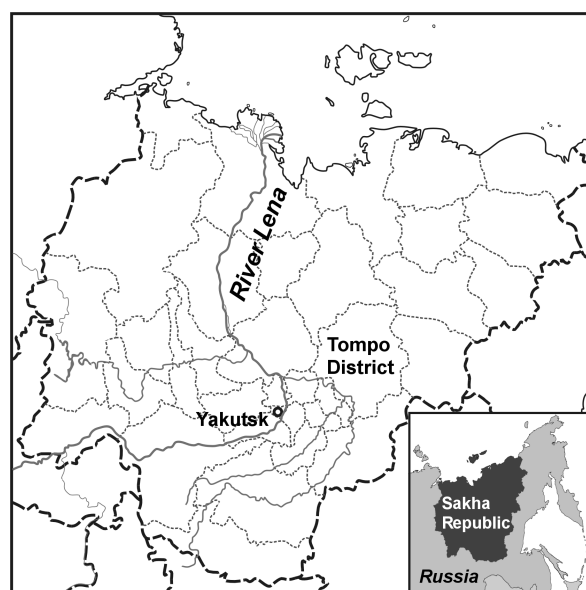 River Lena
Tompo
District
Yakutsk
Sakha
Republic
Russia